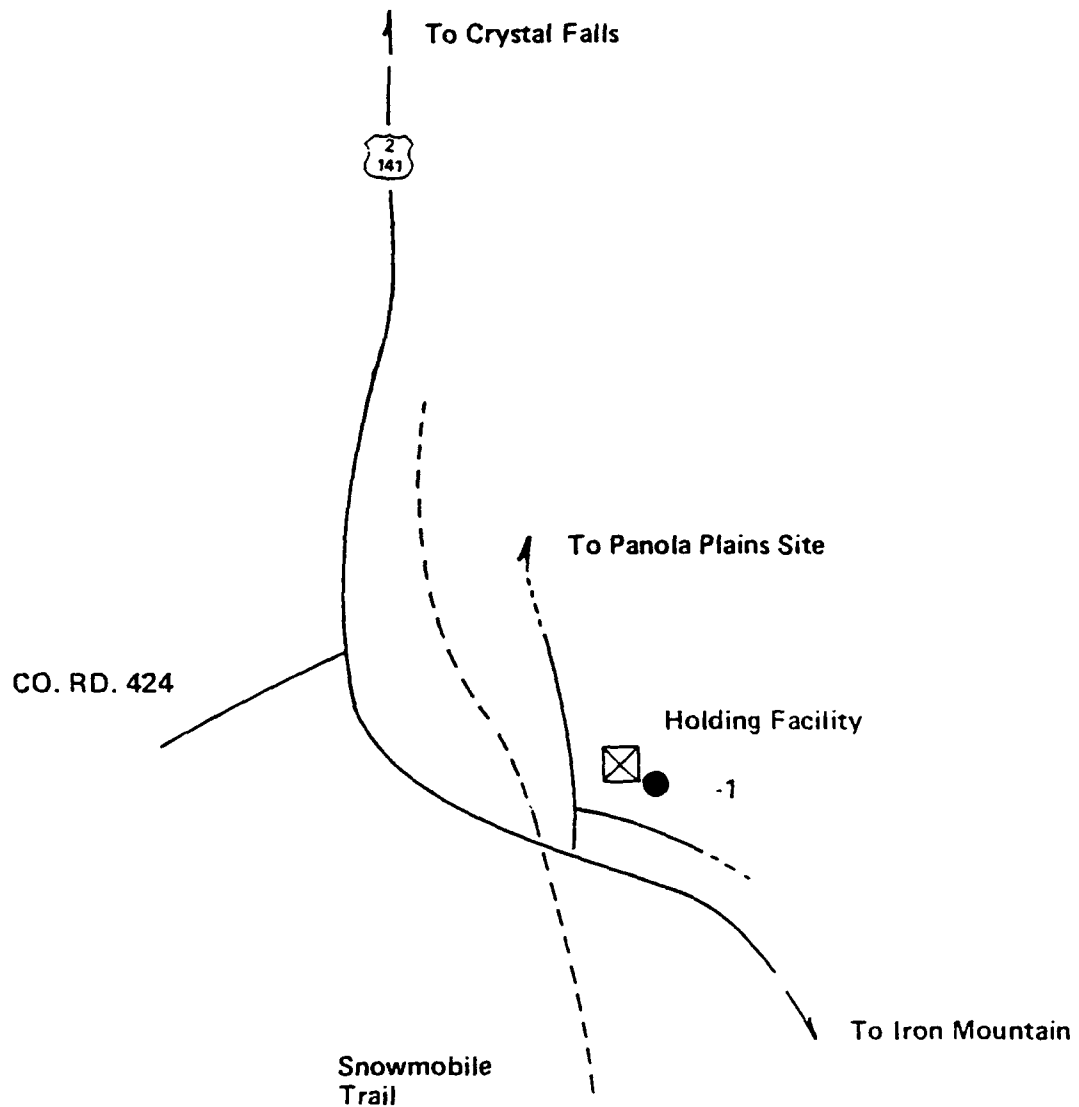 To Crystal Falls
2
141
To Panola Plains Site
CO. RD. 424
Holding Facility
-1
To Iron Mountain
Snowmobile
Trail